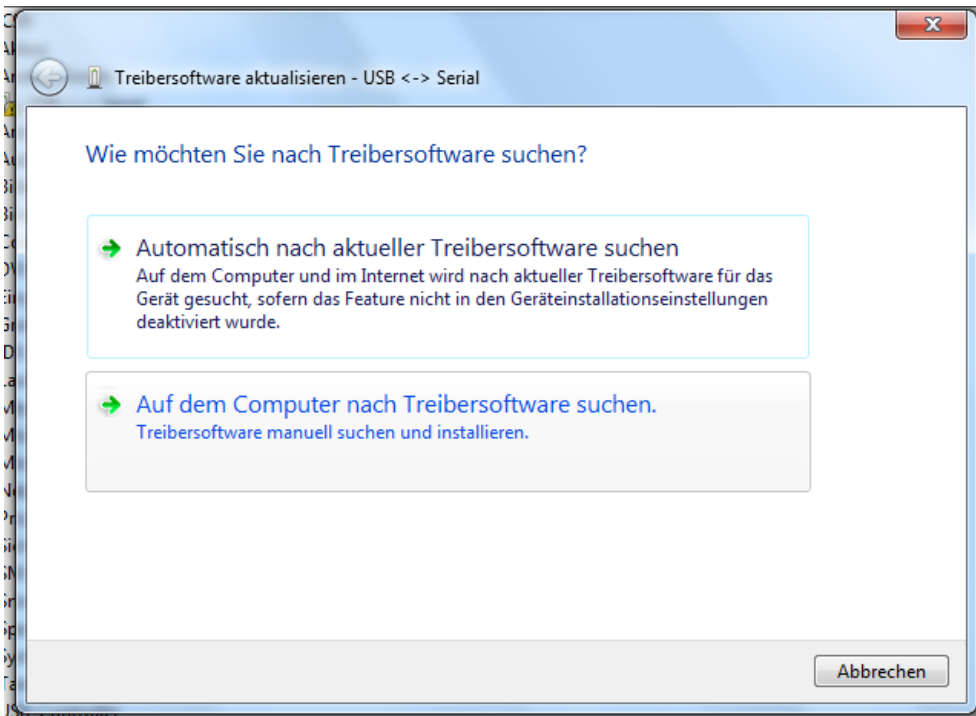 Treibersoftware aktualisieren - USB <-> Serial
Wie möchten Sie nach Treibersoftware suchen?
Automatisch nach aktueller Treibersoftware suchen
Auf dem Computer und im Internet wird nach aktueller Treibersoftware für das
Gerät gesucht, sofern das Feature nicht in den Geräteinstallationseinstellungen
deaktiviert wurde.
Auf dem Computer nach Treibersoftware suchen.
Treibersoftware manuell suchen und installieren.
Abbrechen